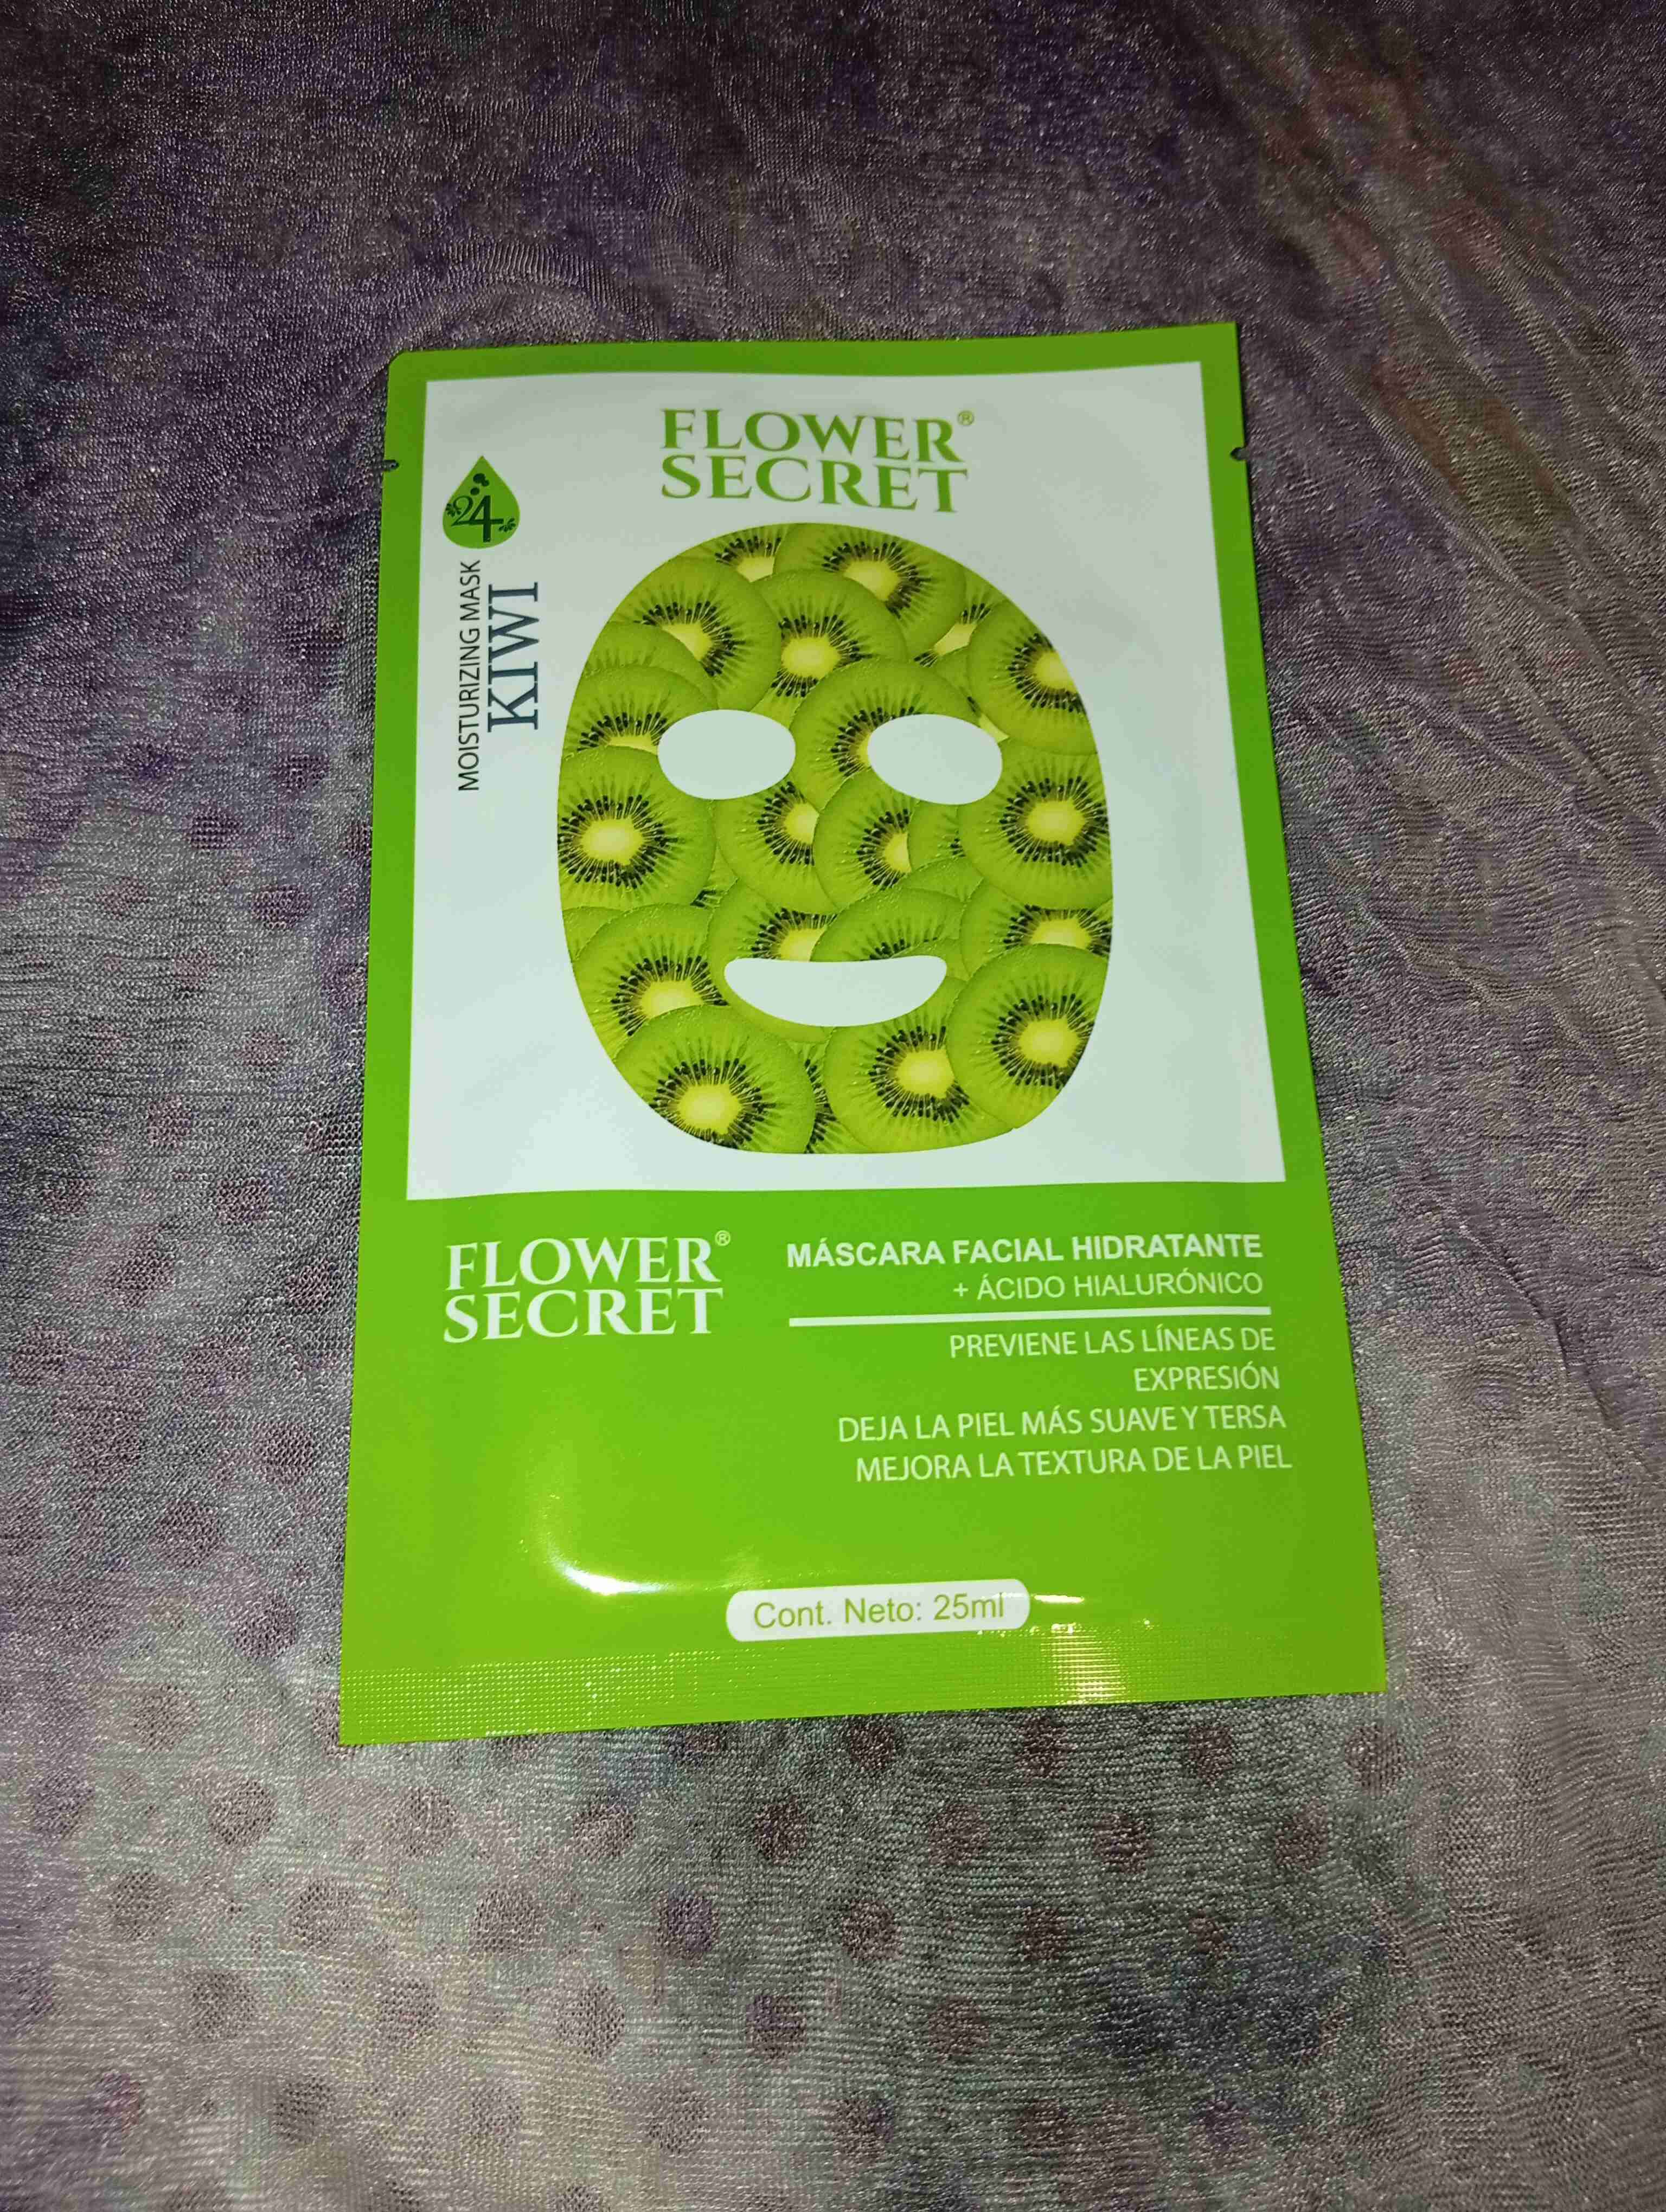 FLOWER®
SECRET
24
MOISTURIZING MASK
KIWI
FLOWER®
SECRET
MÁSCARA FACIAL HIDRATANTE
+ ÁCIDO HIALURÓNICO
PREVIENE LAS LÍNEAS DE
EXPRESIÓN
DEJA LA PIEL MÁS SUAVE Y TERSA
MEJORA LA TEXTURA DE LA PIEL
Cont. Neto: 25ml